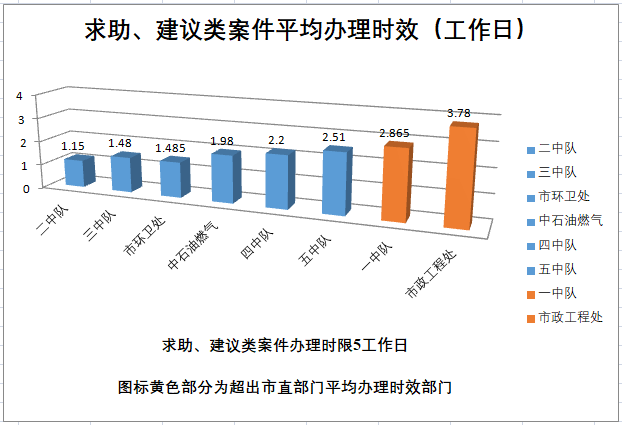 求助、建议类案件平均办理时效（工作日）
4
3
2
1
0
1.15
1.48
1.485
1.98
2.2
2.51
2.865
3.78
二中队
三中队
市环卫处
中石油燃气
四中队
五中队
一中队
市政工程处
二中队
三中队
市环卫处
中石油燃气
四中队
五中队
一中队
市政工程处
求助、建议类案件办理时限5工作日
图标黄色部分为超出市直部门平均办理时效部门